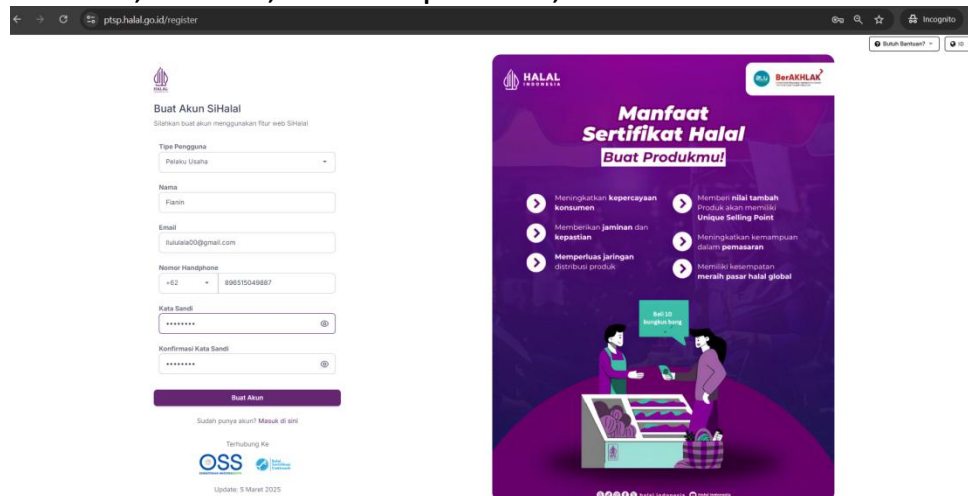 ptsp.halal.go.id/register
Incognito
Butuh Bantuan?
ID
HALAL
Buat Akun SiHalal
Silahkan buat akun menggunakan fitur web SiHalal
Tipe Pengguna
Pelaku Usaha
Nama
Fianin
Email
Nomor Handphone
+62
896515049887
Kata Sandi
Konfirmasi Kata Sandi
Buat Akun
Sudah punya akun? Masuk di sini
Terhubung Ke
OSS
Update: 5 Maret 2025
HALAL
INDONESIA
BerAKHLAK
Manfaat
Sertifikat Halal
Buat Produkmu!
Meningkatkan kepercayaan
konsumen
Memberikan jaminan dan
kepastian
Memperluas jaringan
distribusi produk
Memberi nilai tambah
Produk akan memiliki
Unique Selling Point
Meningkatkan kemampuan
dalam pemasaran
Memiliki kesempatan
meraih pasar halal global
Beli 10
bungkus bang
halal.indonesia
Halal Indonesia